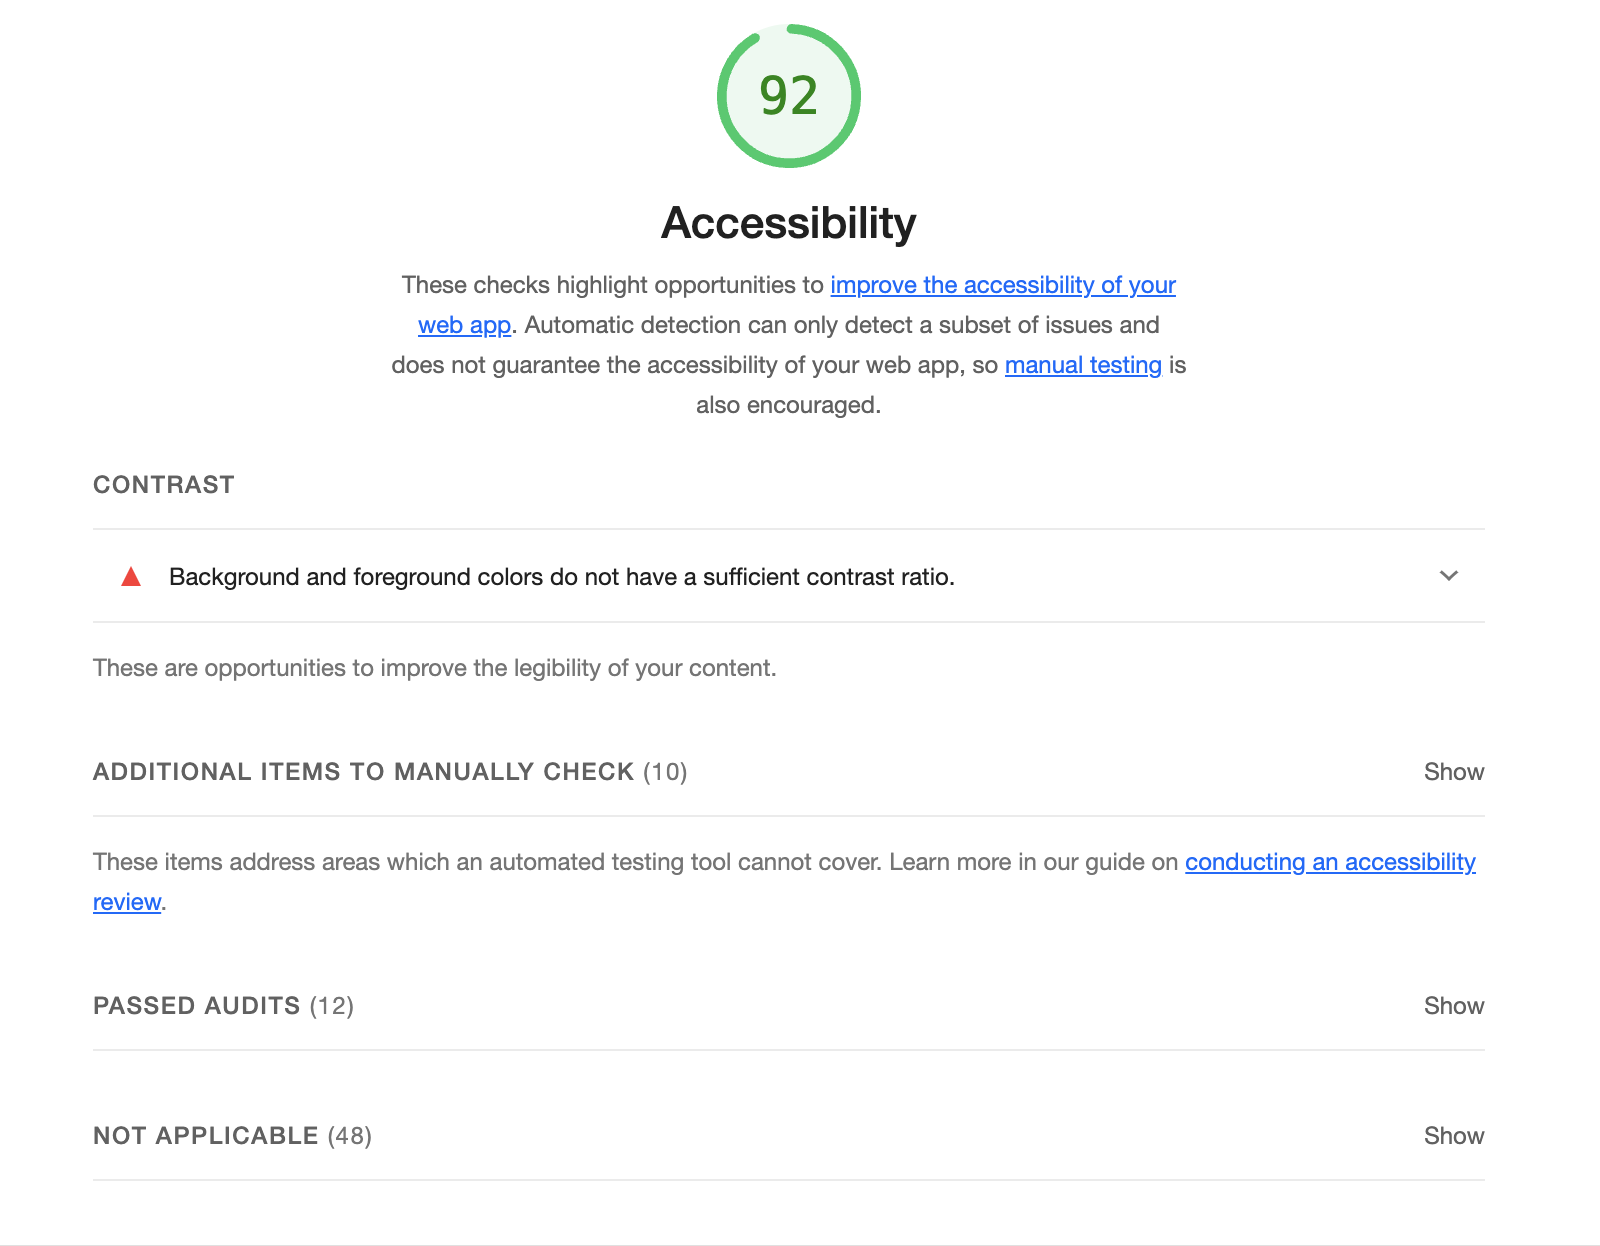 92
Accessibility
These checks highlight opportunities to improve the accessibility of your
web app. Automatic detection can only detect a subset of issues and
does not guarantee the accessibility of your web app, so manual testing is
also encouraged.
CONTRAST
Background and foreground colors do not have a sufficient contrast ratio.
These are opportunities to improve the legibility of your content.
ADDITIONAL ITEMS TO MANUALLY CHECK (10) Show
These items address areas which an automated testing tool cannot cover. Learn more in our guide on conducting an accessibility
review.
PASSED AUDITS (12) Show
NOT APPLICABLE (48) Show